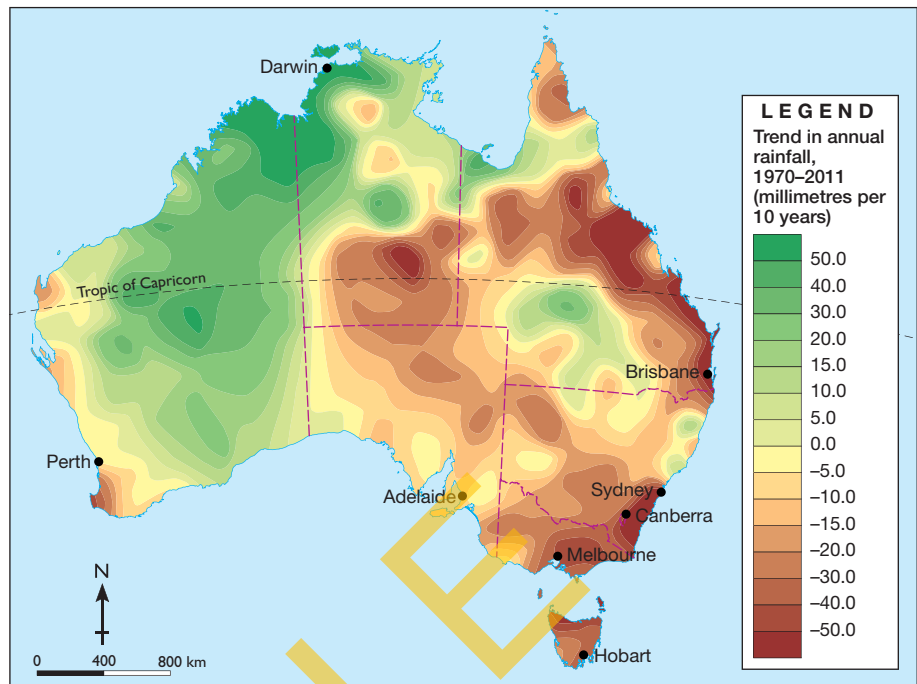 Darwin
Tropic of Capricorn
Brisbane
Perth
Adelaide
Sydney
Canberra
Melbourne
Hobart
N
0 400 800 km
LEGEND
Trend in annual
rainfall,
1970–2011
(millimetres per
10 years)
50.0
40.0
30.0
20.0
15.0
10.0
5.0
0.0
–5.0
–10.0
–15.0
–20.0
–30.0
–40.0
–50.0